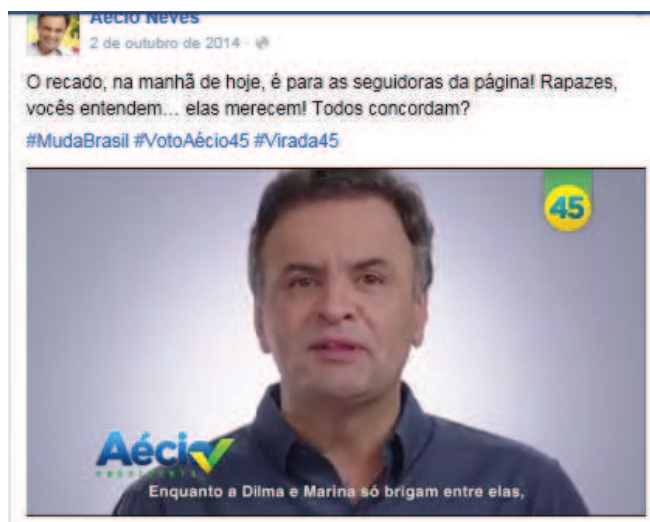 Aécio Neves
2 de outubro de 2014 ·
O recado, na manhã de hoje, é para as seguidoras da página! Rapazes,
vocês entendem... elas merecem! Todos concordam?
#MudaBrasil #VotoAécio45 #Virada45
45
Aécio
PRESIDENTE
Enquanto a Dilma e Marina só brigam entre elas,